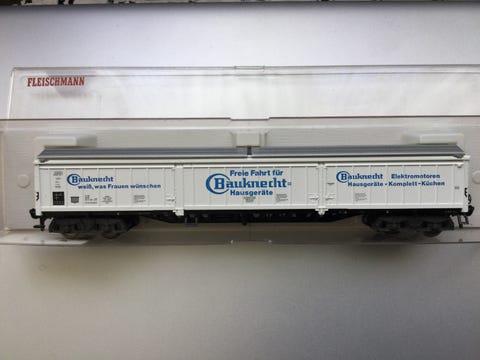 FLEISCHMANN
Bauknecht
weiß, was Frauen wünschen
Freie Fahrt für
Bauknecht
Hausgeräte
Bauknecht Elektromotoren
Hausgeräte - Komplett-Küchen